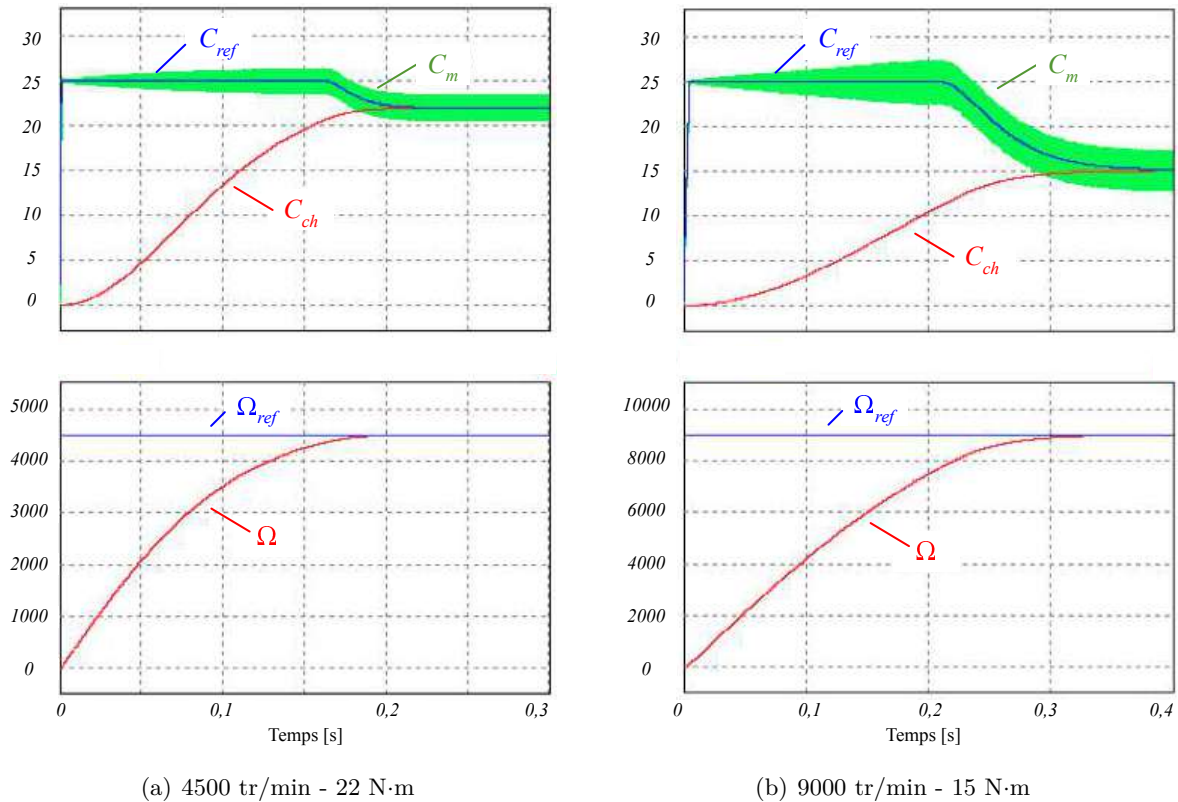 30
25
20
15
10
5
0
C_ref
C_m
C_ch
30
25
20
15
10
5
0
C_ref
C_m
C_ch
5000
4000
3000
2000
1000
0
Ω_ref
Ω
0 0,1 0,2 0,3
Temps [s]
10000
8000
6000
4000
2000
0
Ω_ref
Ω
0 0,1 0,2 0,3 0,4
Temps [s]
(a) 4500 tr/min - 22 N·m
(b) 9000 tr/min - 15 N·m